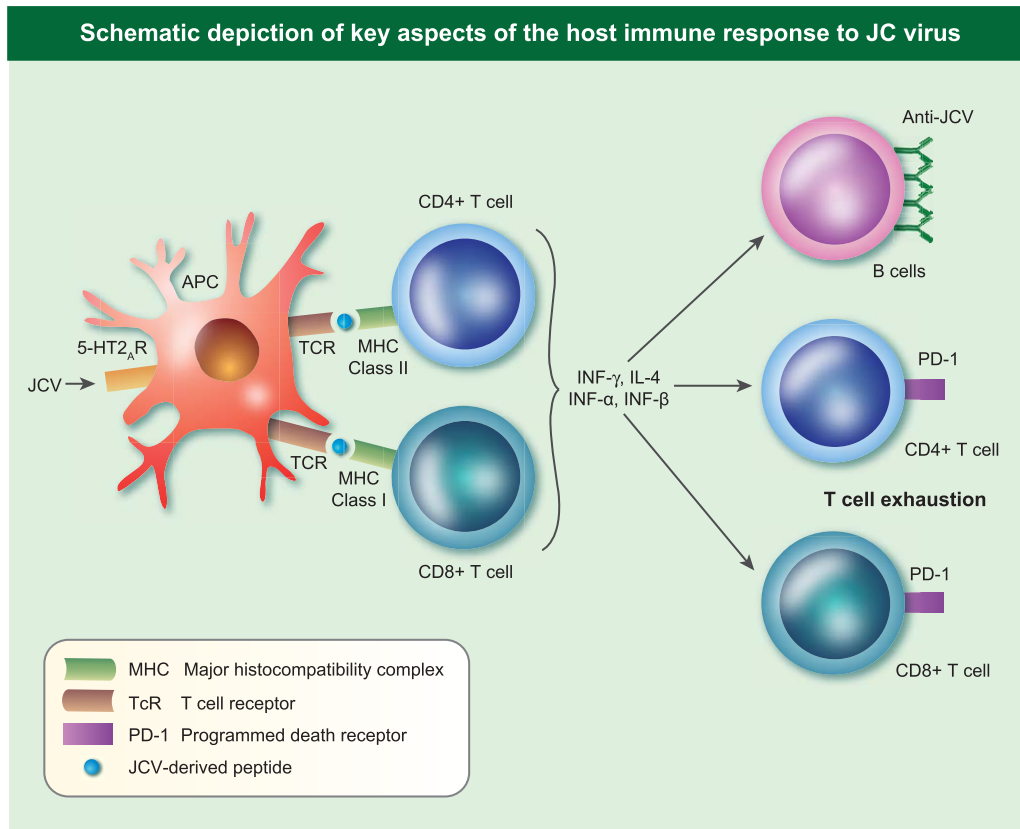 Schematic depiction of key aspects of the host immune response to JC virus
Anti-JCV
CD4+ T cell
B cells
APC
5-HT2AR
TCR
MHC
Class II
JCV
INF-γ, IL-4
INF-α, INF-β
PD-1
CD4+ T cell
TCR
MHC
Class I
T cell exhaustion
CD8+ T cell
PD-1
CD8+ T cell
MHC Major histocompatibility complex
TcR T cell receptor
PD-1 Programmed death receptor
JCV-derived peptide